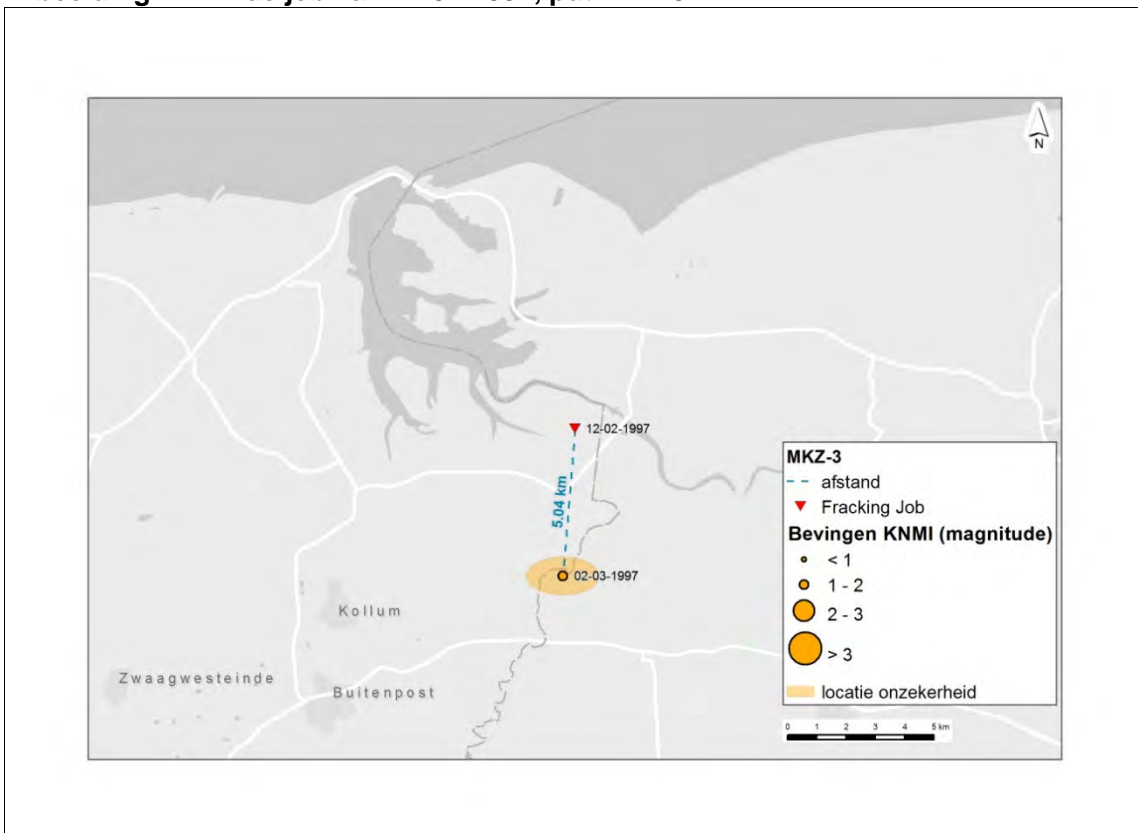 N
12-02-1997
5.04 km
02-03-1997
Kollum
Zwaagwesteinde
Buitenpost
MKZ-3
afstand
Fracking Job
Bevingen KNMI (magnitude)
< 1
1 - 2
2 - 3
> 3
locatie onzekerheid
0 1 2 3 4 5 km